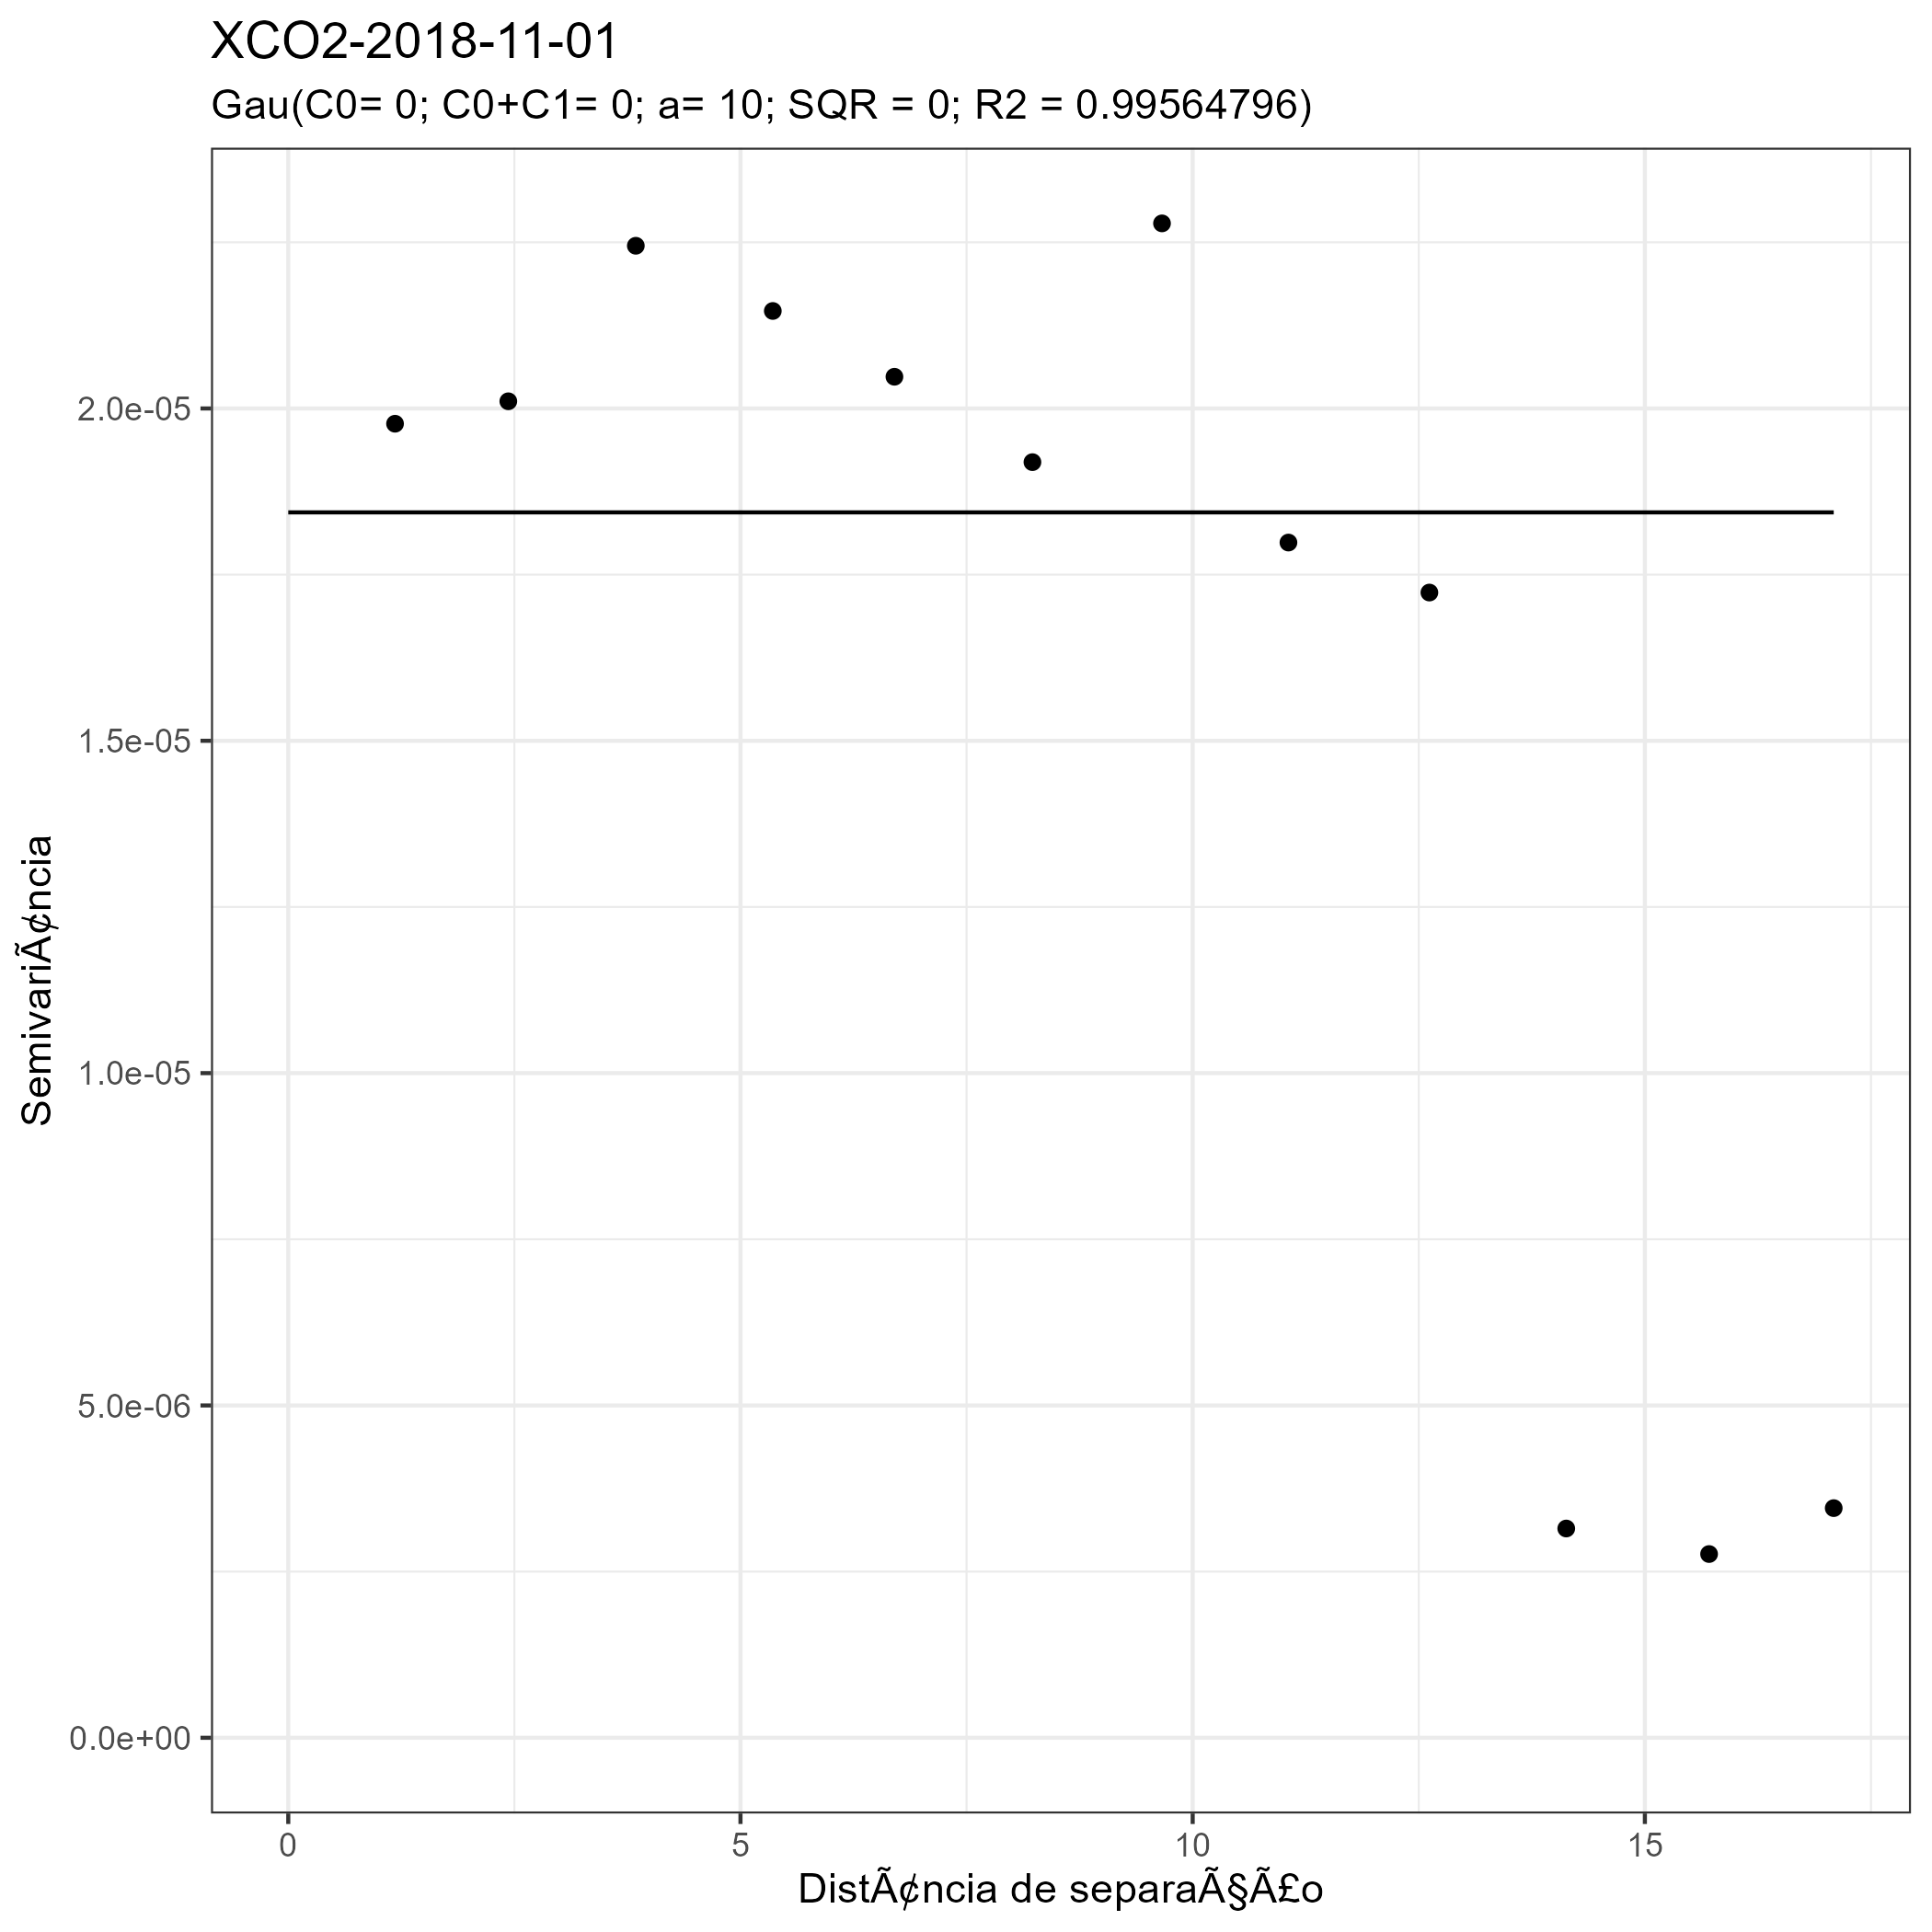 XCO2-2018-11-01
Gau(C0= 0; C0+C1= 0; a= 10; SQR = 0; R2 = 0.99564796)
SemivariÃ¢ncia
2.0e-05
1.5e-05
1.0e-05
5.0e-06
0.0e+00
0 5 10 15
DistÃ¢ncia de separaÃ§Ã£o